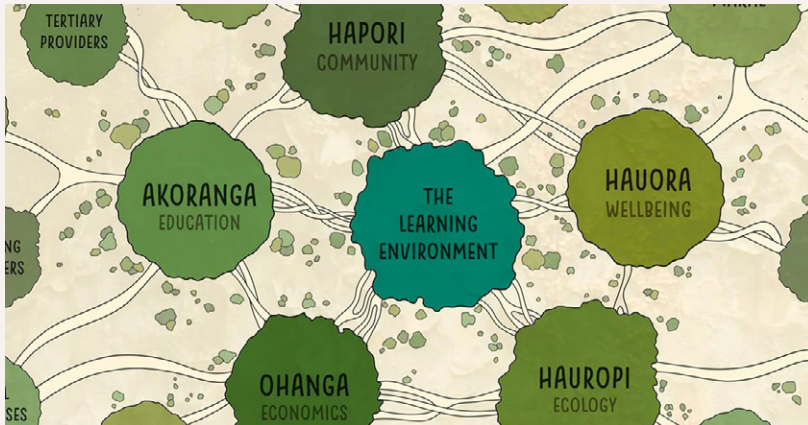 TERTIARY
PROVIDERS
HAPORI
COMMUNITY
AKORANGA
EDUCATION
THE
LEARNING
ENVIRONMENT
HAUORA
WELLBEING
OHANGA
ECONOMICS
HAUROPI
ECOLOGY